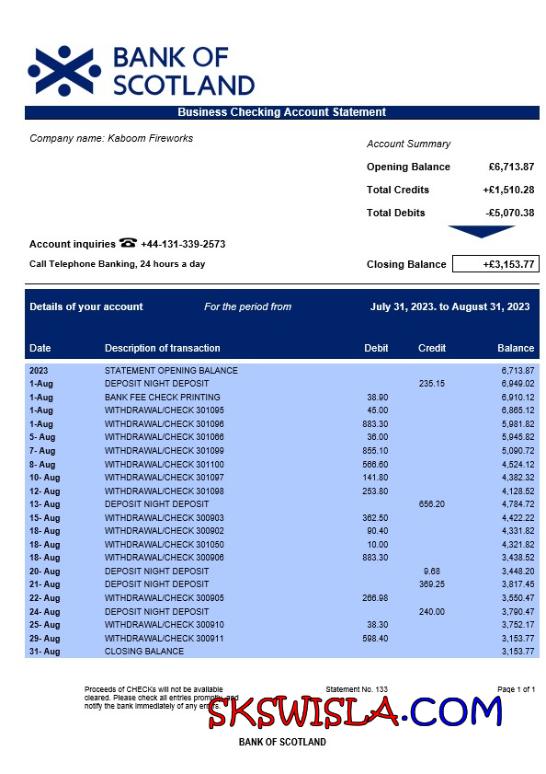 BANK OF
SCOTLAND
Business Checking Account Statement
Company name: Kaboom Fireworks
Account Summary
Opening Balance £6,713.87
Total Credits +£1,510.28
Total Debits -£5,070.38
Account inquiries ☎ +44-131-339-2573
Call Telephone Banking, 24 hours a day
Closing Balance +£3,153.77
Details of your account For the period from July 31, 2023. to August 31, 2023
Date Description of transaction Debit Credit Balance
2023 STATEMENT OPENING BALANCE 6,713.87
1-Aug DEPOSIT NIGHT DEPOSIT 235.15 6,949.02
1-Aug BANK FEE CHECK PRINTING 38.90 6,910.12
1-Aug WITHDRAWAL/CHECK 301095 45.00 6,865.12
1-Aug WITHDRAWAL/CHECK 301096 883.30 5,981.82
5- Aug WITHDRAWAL/CHECK 301066 36.00 5,945.82
7- Aug WITHDRAWAL/CHECK 301099 855.10 5,090.72
8- Aug WITHDRAWAL/CHECK 301100 566.60 4,524.12
10- Aug WITHDRAWAL/CHECK 301097 141.80 4,382.32
12- Aug WITHDRAWAL/CHECK 301098 253.80 4,128.52
13- Aug DEPOSIT NIGHT DEPOSIT 656.20 4,784.72
15- Aug WITHDRAWAL/CHECK 300903 362.50 4,422.22
18- Aug WITHDRAWAL/CHECK 300902 90.40 4,331.82
18- Aug WITHDRAWAL/CHECK 301050 10.00 4,321.82
18- Aug WITHDRAWAL/CHECK 300906 883.30 3,438.52
20- Aug DEPOSIT NIGHT DEPOSIT 9.68 3,448.20
21- Aug DEPOSIT NIGHT DEPOSIT 369.25 3,817.45
22- Aug WITHDRAWAL/CHECK 300905 266.98 3,550.47
24- Aug DEPOSIT NIGHT DEPOSIT 240.00 3,790.47
25- Aug WITHDRAWAL/CHECK 300910 38.30 3,752.17
29- Aug WITHDRAWAL/CHECK 300911 598.40 3,153.77
31- Aug CLOSING BALANCE 3,153.77
Proceeds of CHECKs will not be available Statement No. 133 Page 1 of 1
cleared. Please check all entries promptly, and
notify the bank immediately of any errors.
SKSWISLA.COM
BANK OF SCOTLAND